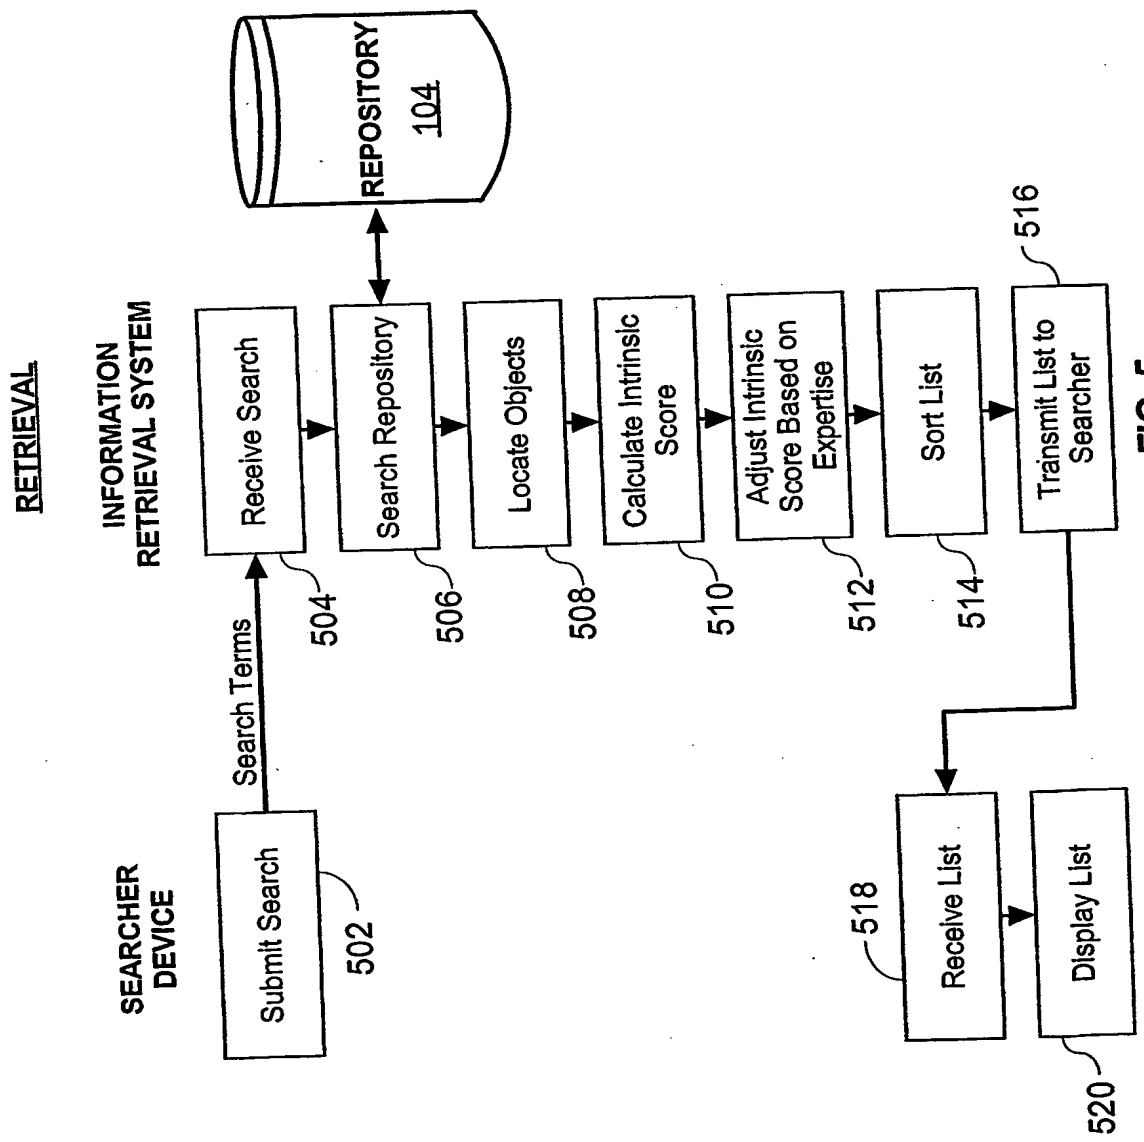 RETRIEVAL
SEARCHER
DEVICE
INFORMATION
RETRIEVAL SYSTEM
Submit Search
502
Search Terms
Receive Search
504
Search Repository
506
REPOSITORY
104
Locate Objects
508
Calculate Intrinsic
Score
510
Adjust Intrinsic
Score Based on
Expertise
512
Sort List
514
Transmit List to
Searcher
516
518
Receive List
Display List
520